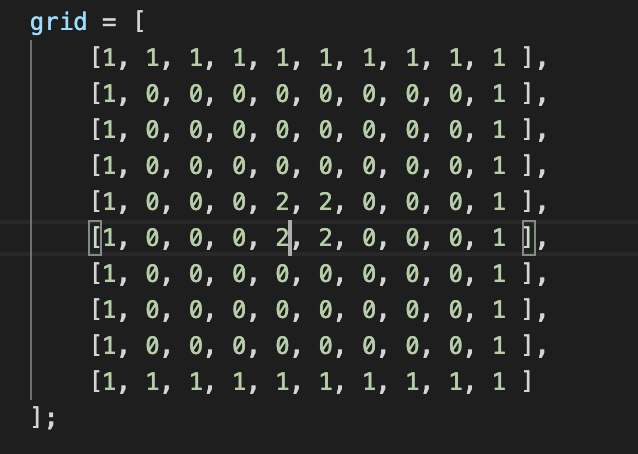 grid = [
[1, 1, 1, 1, 1, 1, 1, 1, 1, 1 ],
[1, 0, 0, 0, 0, 0, 0, 0, 0, 1 ],
[1, 0, 0, 0, 0, 0, 0, 0, 0, 1 ],
[1, 0, 0, 0, 0, 0, 0, 0, 0, 1 ],
[1, 0, 0, 0, 2, 2, 0, 0, 0, 1 ],
[1, 0, 0, 0, 2, 2, 0, 0, 0, 1 ],
[1, 0, 0, 0, 0, 0, 0, 0, 0, 1 ],
[1, 0, 0, 0, 0, 0, 0, 0, 0, 1 ],
[1, 0, 0, 0, 0, 0, 0, 0, 0, 1 ],
[1, 1, 1, 1, 1, 1, 1, 1, 1, 1 ]
];